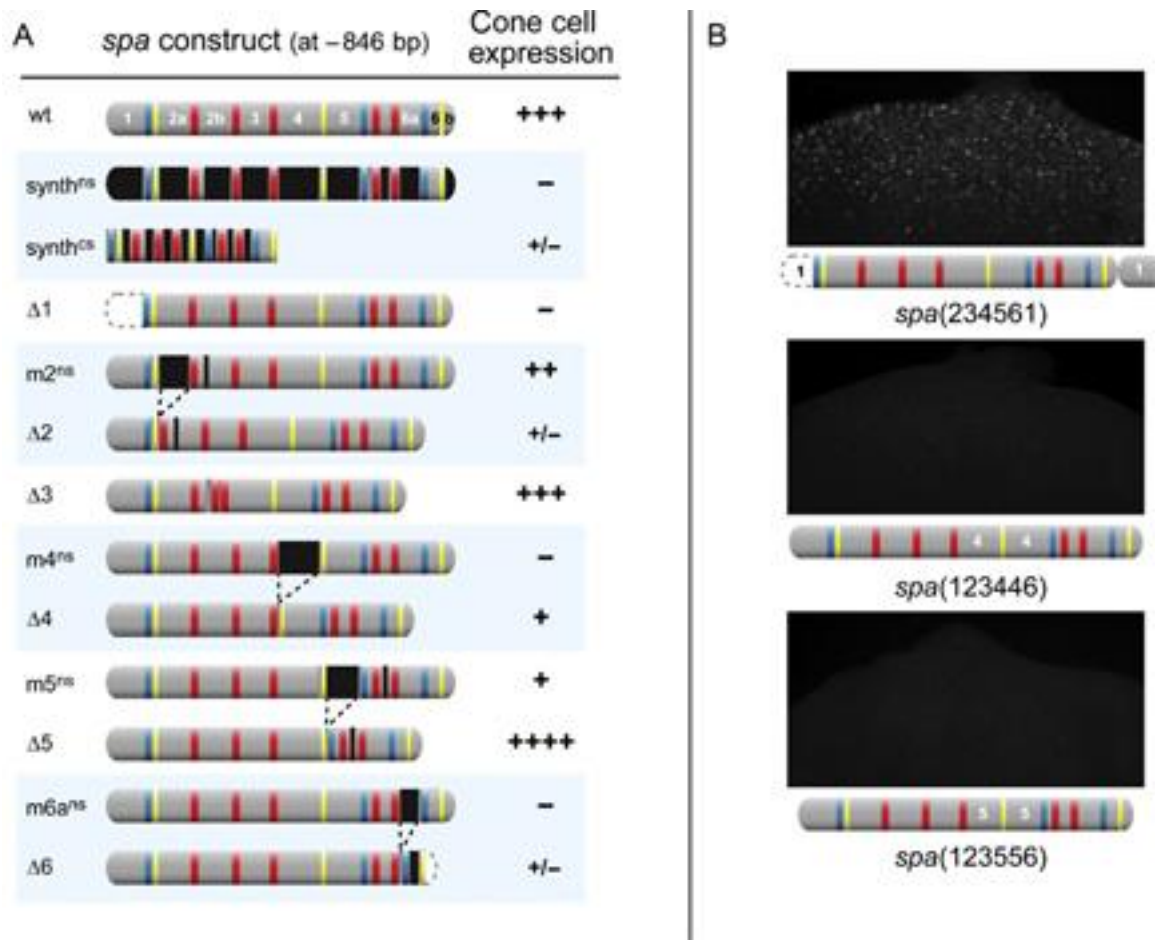 A
spa construct (at –846 bp)
Cone cell
expression
wt
1 2a 2b 3 4 5 6a 6b
+++
synthⁿˢ
–
synthᶜˢ
+/–
Δ1
–
m2ⁿˢ
++
Δ2
+/–
Δ3
+++
m4ⁿˢ
–
Δ4
+
m5ⁿˢ
+
Δ5
++++
m6aⁿˢ
–
Δ6
+/–
B
1 1
spa(234561)
4 4
spa(123446)
5 5
spa(123556)